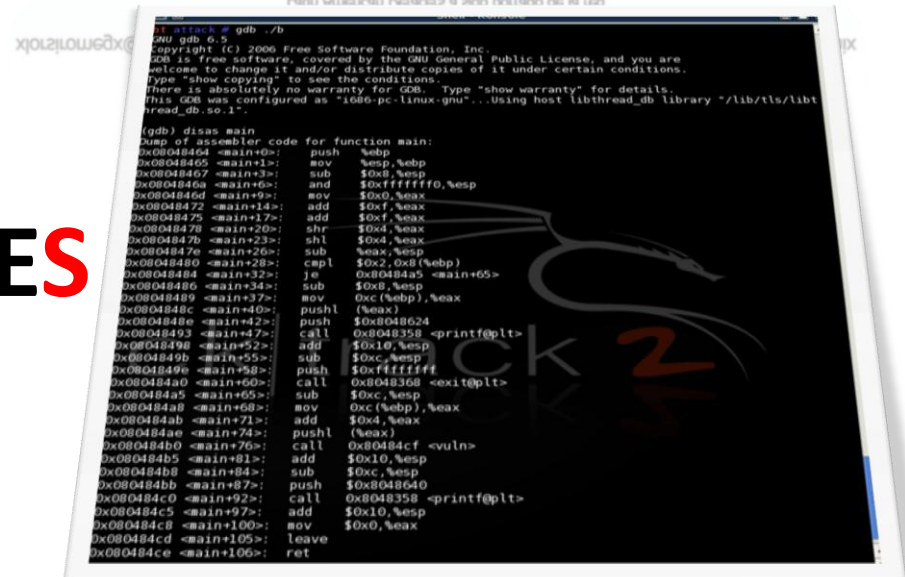 ES
bt attack # gdb ./b
GNU gdb 6.5
Copyright (C) 2006 Free Software Foundation, Inc.
GDB is free software, covered by the GNU General Public License, and you are
welcome to change it and/or distribute copies of it under certain conditions.
Type "show copying" to see the conditions.
There is absolutely no warranty for GDB.  Type "show warranty" for details.
This GDB was configured as "i686-pc-linux-gnu"...Using host libthread_db library "/lib/tls/libt
hread_db.so.1".
(gdb) disas main
Dump of assembler code for function main:
0x08048464 <main+0>:    push   %ebp
0x08048465 <main+1>:    mov    %esp,%ebp
0x08048467 <main+3>:    sub    $0x8,%esp
0x0804846a <main+6>:    and    $0xfffffff0,%esp
0x0804846d <main+9>:    mov    $0x0,%eax
0x08048472 <main+14>:   add    $0xf,%eax
0x08048475 <main+17>:   add    $0xf,%eax
0x08048478 <main+20>:   shr    $0x4,%eax
0x0804847b <main+23>:   shl    $0x4,%eax
0x0804847e <main+26>:   sub    %eax,%esp
0x08048480 <main+28>:   cmpl   $0x2,0x8(%ebp)
0x08048484 <main+32>:   je     0x80484a5 <main+65>
0x08048486 <main+34>:   sub    $0x8,%esp
0x08048489 <main+37>:   mov    0xc(%ebp),%eax
0x0804848c <main+40>:   pushl  (%eax)
0x0804848e <main+42>:   push   $0x8048624
0x08048493 <main+47>:   call   0x8048358 <printf@plt>
0x08048498 <main+52>:   add    $0x10,%esp
0x0804849b <main+55>:   sub    $0xc,%esp
0x0804849e <main+58>:   push   $0xffffffff
0x080484a0 <main+60>:   call   0x8048368 <exit@plt>
0x080484a5 <main+65>:   sub    $0xc,%esp
0x080484a8 <main+68>:   mov    0xc(%ebp),%eax
0x080484ab <main+71>:   add    $0x4,%eax
0x080484ae <main+74>:   pushl  (%eax)
0x080484b0 <main+76>:   call   0x80484cf <vuln>
0x080484b5 <main+81>:   add    $0x10,%esp
0x080484b8 <main+84>:   sub    $0xc,%esp
0x080484bb <main+87>:   push   $0x8048640
0x080484c0 <main+92>:   call   0x8048358 <printf@plt>
0x080484c5 <main+97>:   add    $0x10,%esp
0x080484c8 <main+100>:  mov    $0x0,%eax
0x080484cd <main+105>:  leave
0x080484ce <main+106>:  ret
track 2